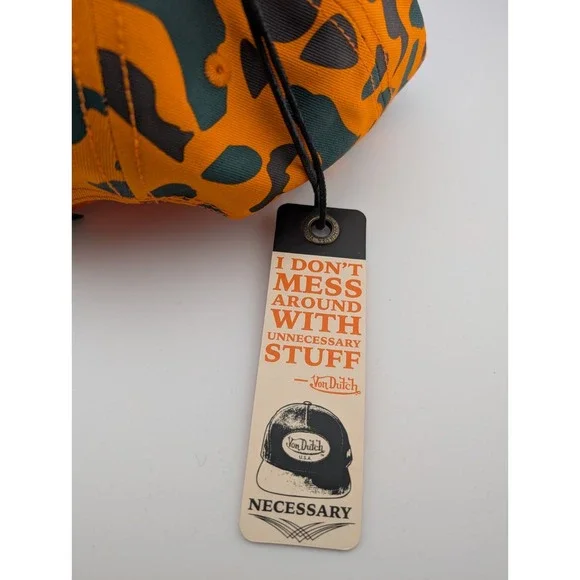 I DON'T
MESS
AROUND
WITH
UNNECESSARY
STUFF
— Von Dutch
Von Dutch
U.S.A.
NECESSARY